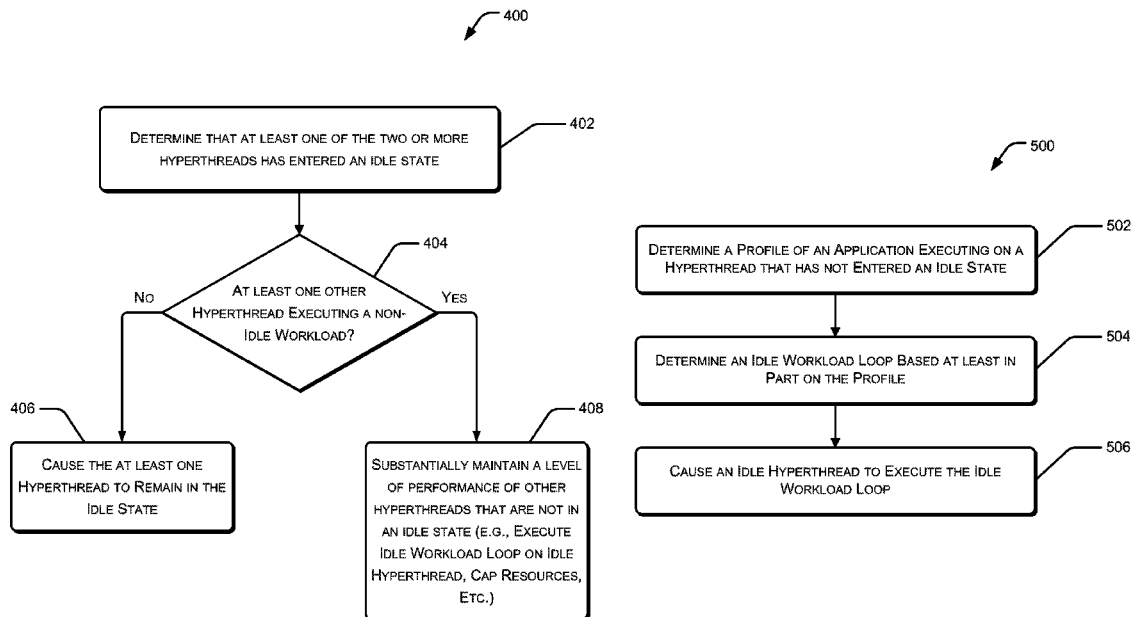 400
DETERMINE THAT AT LEAST ONE OF THE TWO OR MORE
HYPERTHREADS HAS ENTERED AN IDLE STATE
402
404
AT LEAST ONE OTHER
HYPERTHREAD EXECUTING A NON-
IDLE WORKLOAD?
NO
YES
406
CAUSE THE AT LEAST ONE
HYPERTHREAD TO REMAIN IN THE
IDLE STATE
408
SUBSTANTIALLY MAINTAIN A LEVEL
OF PERFORMANCE OF OTHER
HYPERTHREADS THAT ARE NOT IN
AN IDLE STATE (E.G., EXECUTE
IDLE WORKLOAD LOOP ON IDLE
HYPERTHREAD, CAP RESOURCES,
ETC.)
500
502
DETERMINE A PROFILE OF AN APPLICATION EXECUTING ON A
HYPERTHREAD THAT HAS NOT ENTERED AN IDLE STATE
504
DETERMINE AN IDLE WORKLOAD LOOP BASED AT LEAST IN
PART ON THE PROFILE
506
CAUSE AN IDLE HYPERTHREAD TO EXECUTE THE IDLE
WORKLOAD LOOP